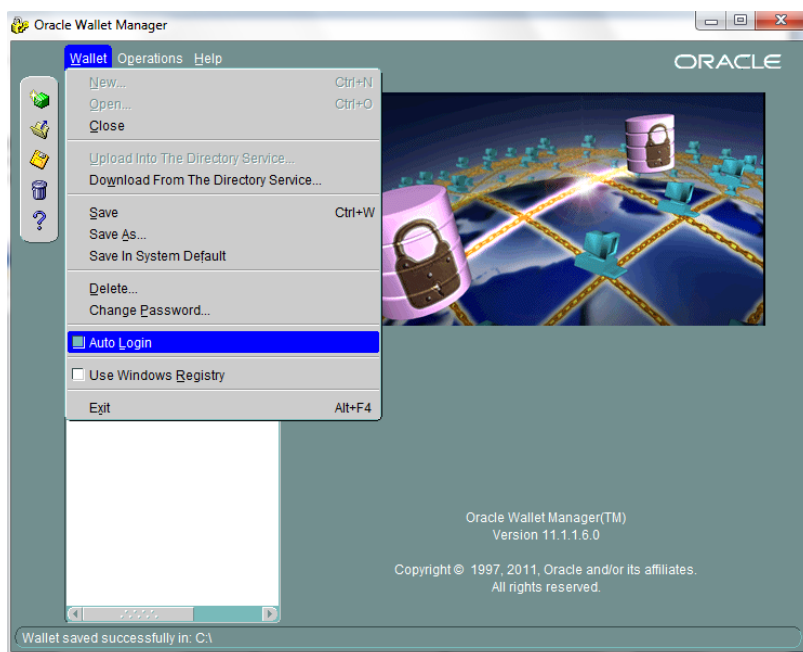 Oracle Wallet Manager
Wallet Operations Help
ORACLE
New... Ctrl+N
Open... Ctrl+O
Close
Upload Into The Directory Service...
Download From The Directory Service...
Save Ctrl+W
Save As...
Save In System Default
Delete...
Change Password...
Auto Login
Use Windows Registry
Exit Alt+F4
Oracle Wallet Manager(TM)
Version 11.1.1.6.0
Copyright © 1997, 2011, Oracle and/or its affiliates.
All rights reserved.
Wallet saved successfully in: C:\